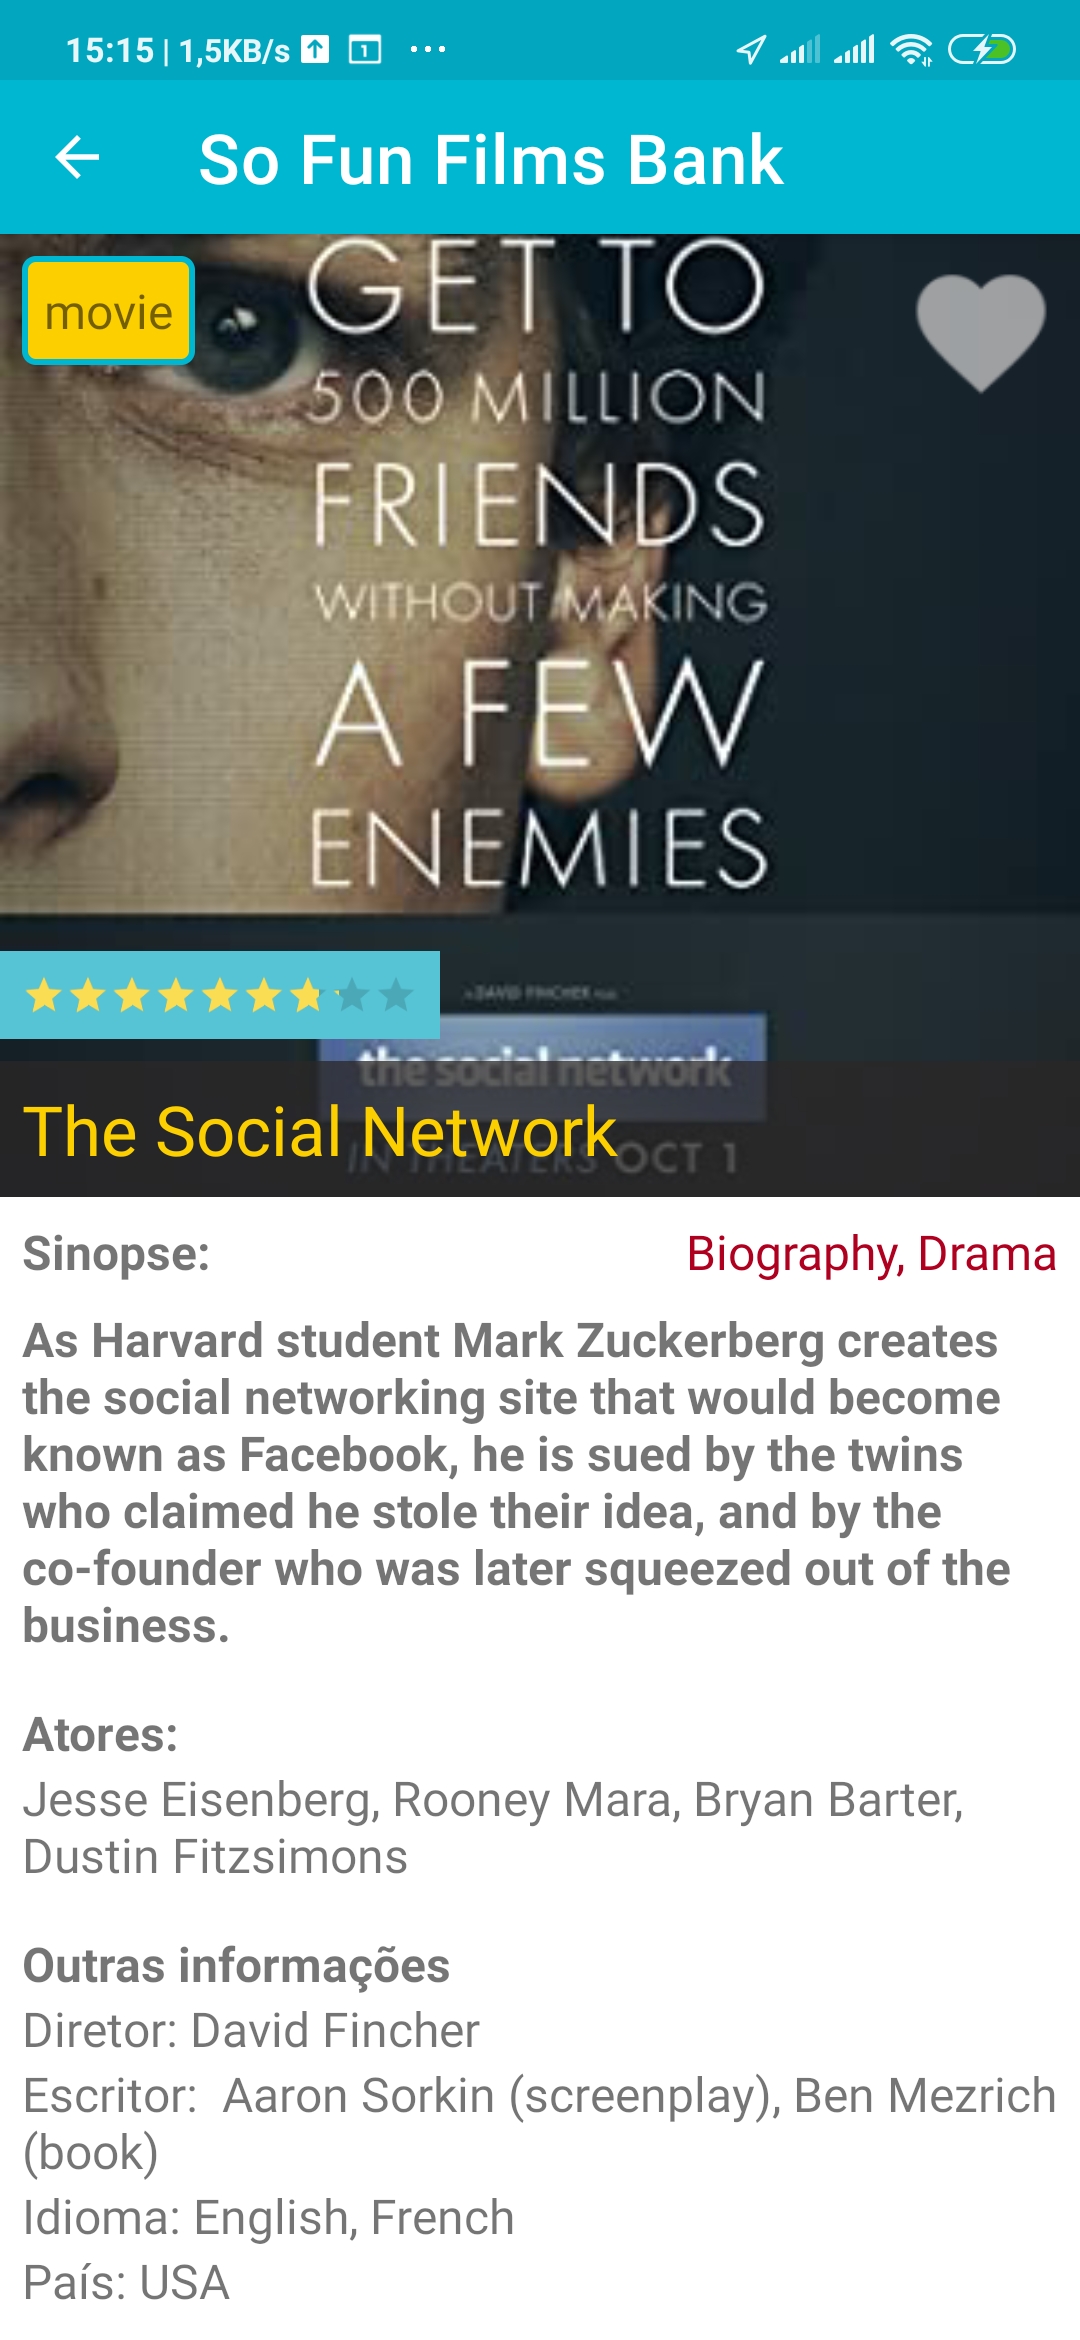 15:15 | 1,5KB/s
1
So Fun Films Bank
movie
GET TO
500 MILLION
FRIENDS
WITHOUT MAKING
A FEW
ENEMIES
A DAVID FINCHER FILM
the social network
The Social Network
IN THEATERS OCT 1
Sinopse:
Biography, Drama
As Harvard student Mark Zuckerberg creates
the social networking site that would become
known as Facebook, he is sued by the twins
who claimed he stole their idea, and by the
co-founder who was later squeezed out of the
business.
Atores:
Jesse Eisenberg, Rooney Mara, Bryan Barter,
Dustin Fitzsimons
Outras informações
Diretor: David Fincher
Escritor:  Aaron Sorkin (screenplay), Ben Mezrich
(book)
Idioma: English, French
País: USA